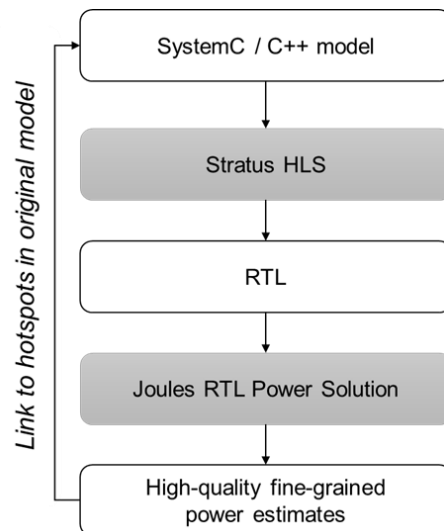 SystemC / C++ model
Stratus HLS
RTL
Joules RTL Power Solution
High-quality fine-grained
power estimates
Link to hotspots in original model